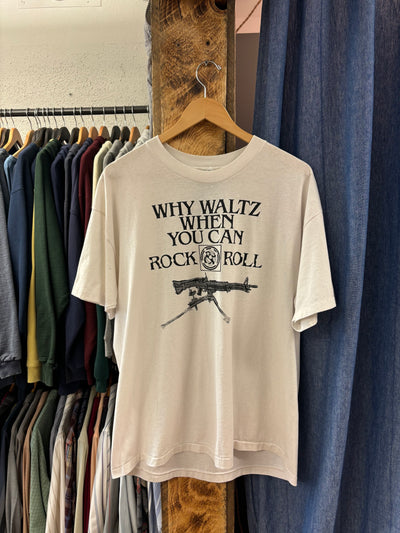 WHY WALTZ
WHEN
YOU CAN
ROCK & ROLL